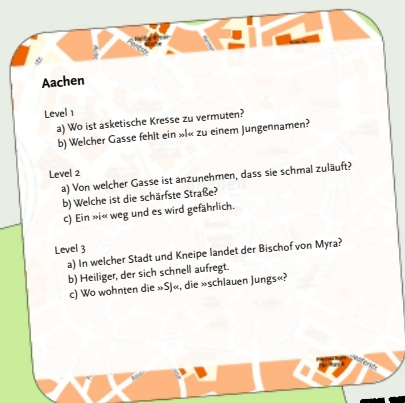 Aachen
Level 1
a) Wo ist asketische Kresse zu vermuten?
b) Welcher Gasse fehlt ein »l« zu einem Jungennamen?
Level 2
a) Von welcher Gasse ist anzunehmen, dass sie schmal zuläuft?
b) Welche ist die schärfste Straße?
c) Ein »i« weg und es wird gefährlich.
Level 3
a) In welcher Stadt und Kneipe landet der Bischof von Myra?
b) Heiliger, der sich schnell aufregt.
c) Wo wohnten die »SJ«, die »schlauen Jungs«?